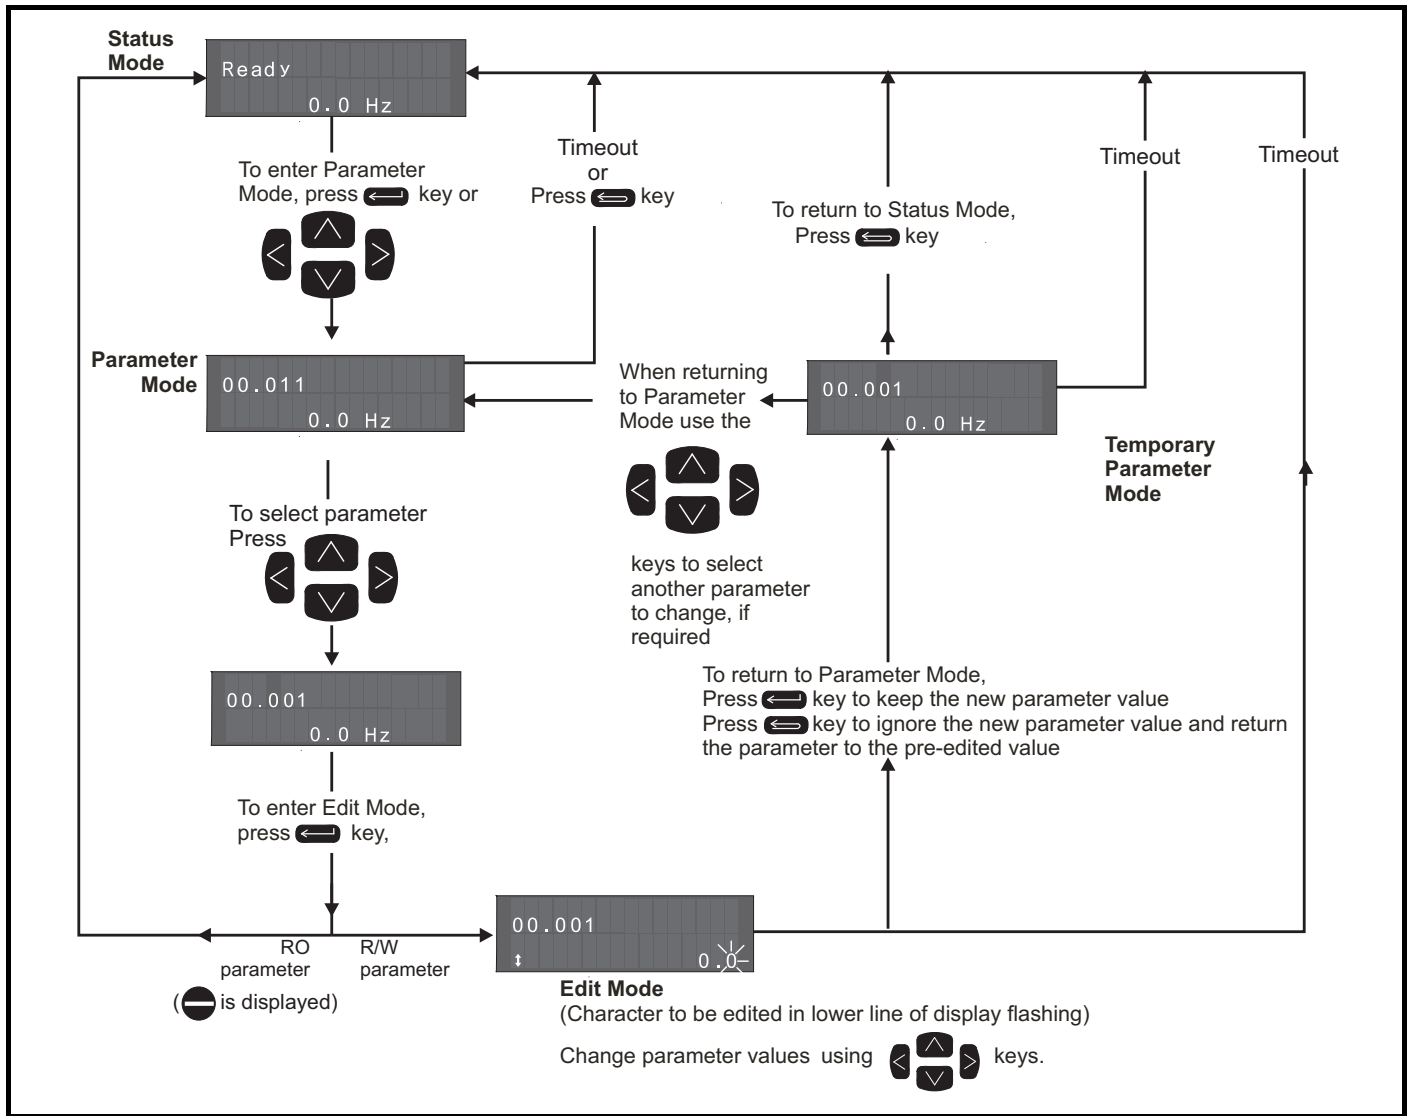 Status
Mode
Ready
0.0 Hz
To enter Parameter
Mode, press key or
Timeout
or
Press key
To return to Status Mode,
Press key
Timeout
Timeout
Parameter
Mode
00.011
0.0 Hz
When returning
to Parameter
Mode use the
keys to select
another parameter
to change, if
required
00.001
0.0 Hz
Temporary
Parameter
Mode
To select parameter
Press
00.001
0.0 Hz
To return to Parameter Mode,
Press key to keep the new parameter value
Press key to ignore the new parameter value and return
the parameter to the pre-edited value
To enter Edit Mode,
press key,
RO
parameter
( is displayed)
R/W
parameter
00.001
0.0
Edit Mode
(Character to be edited in lower line of display flashing)
Change parameter values using keys.